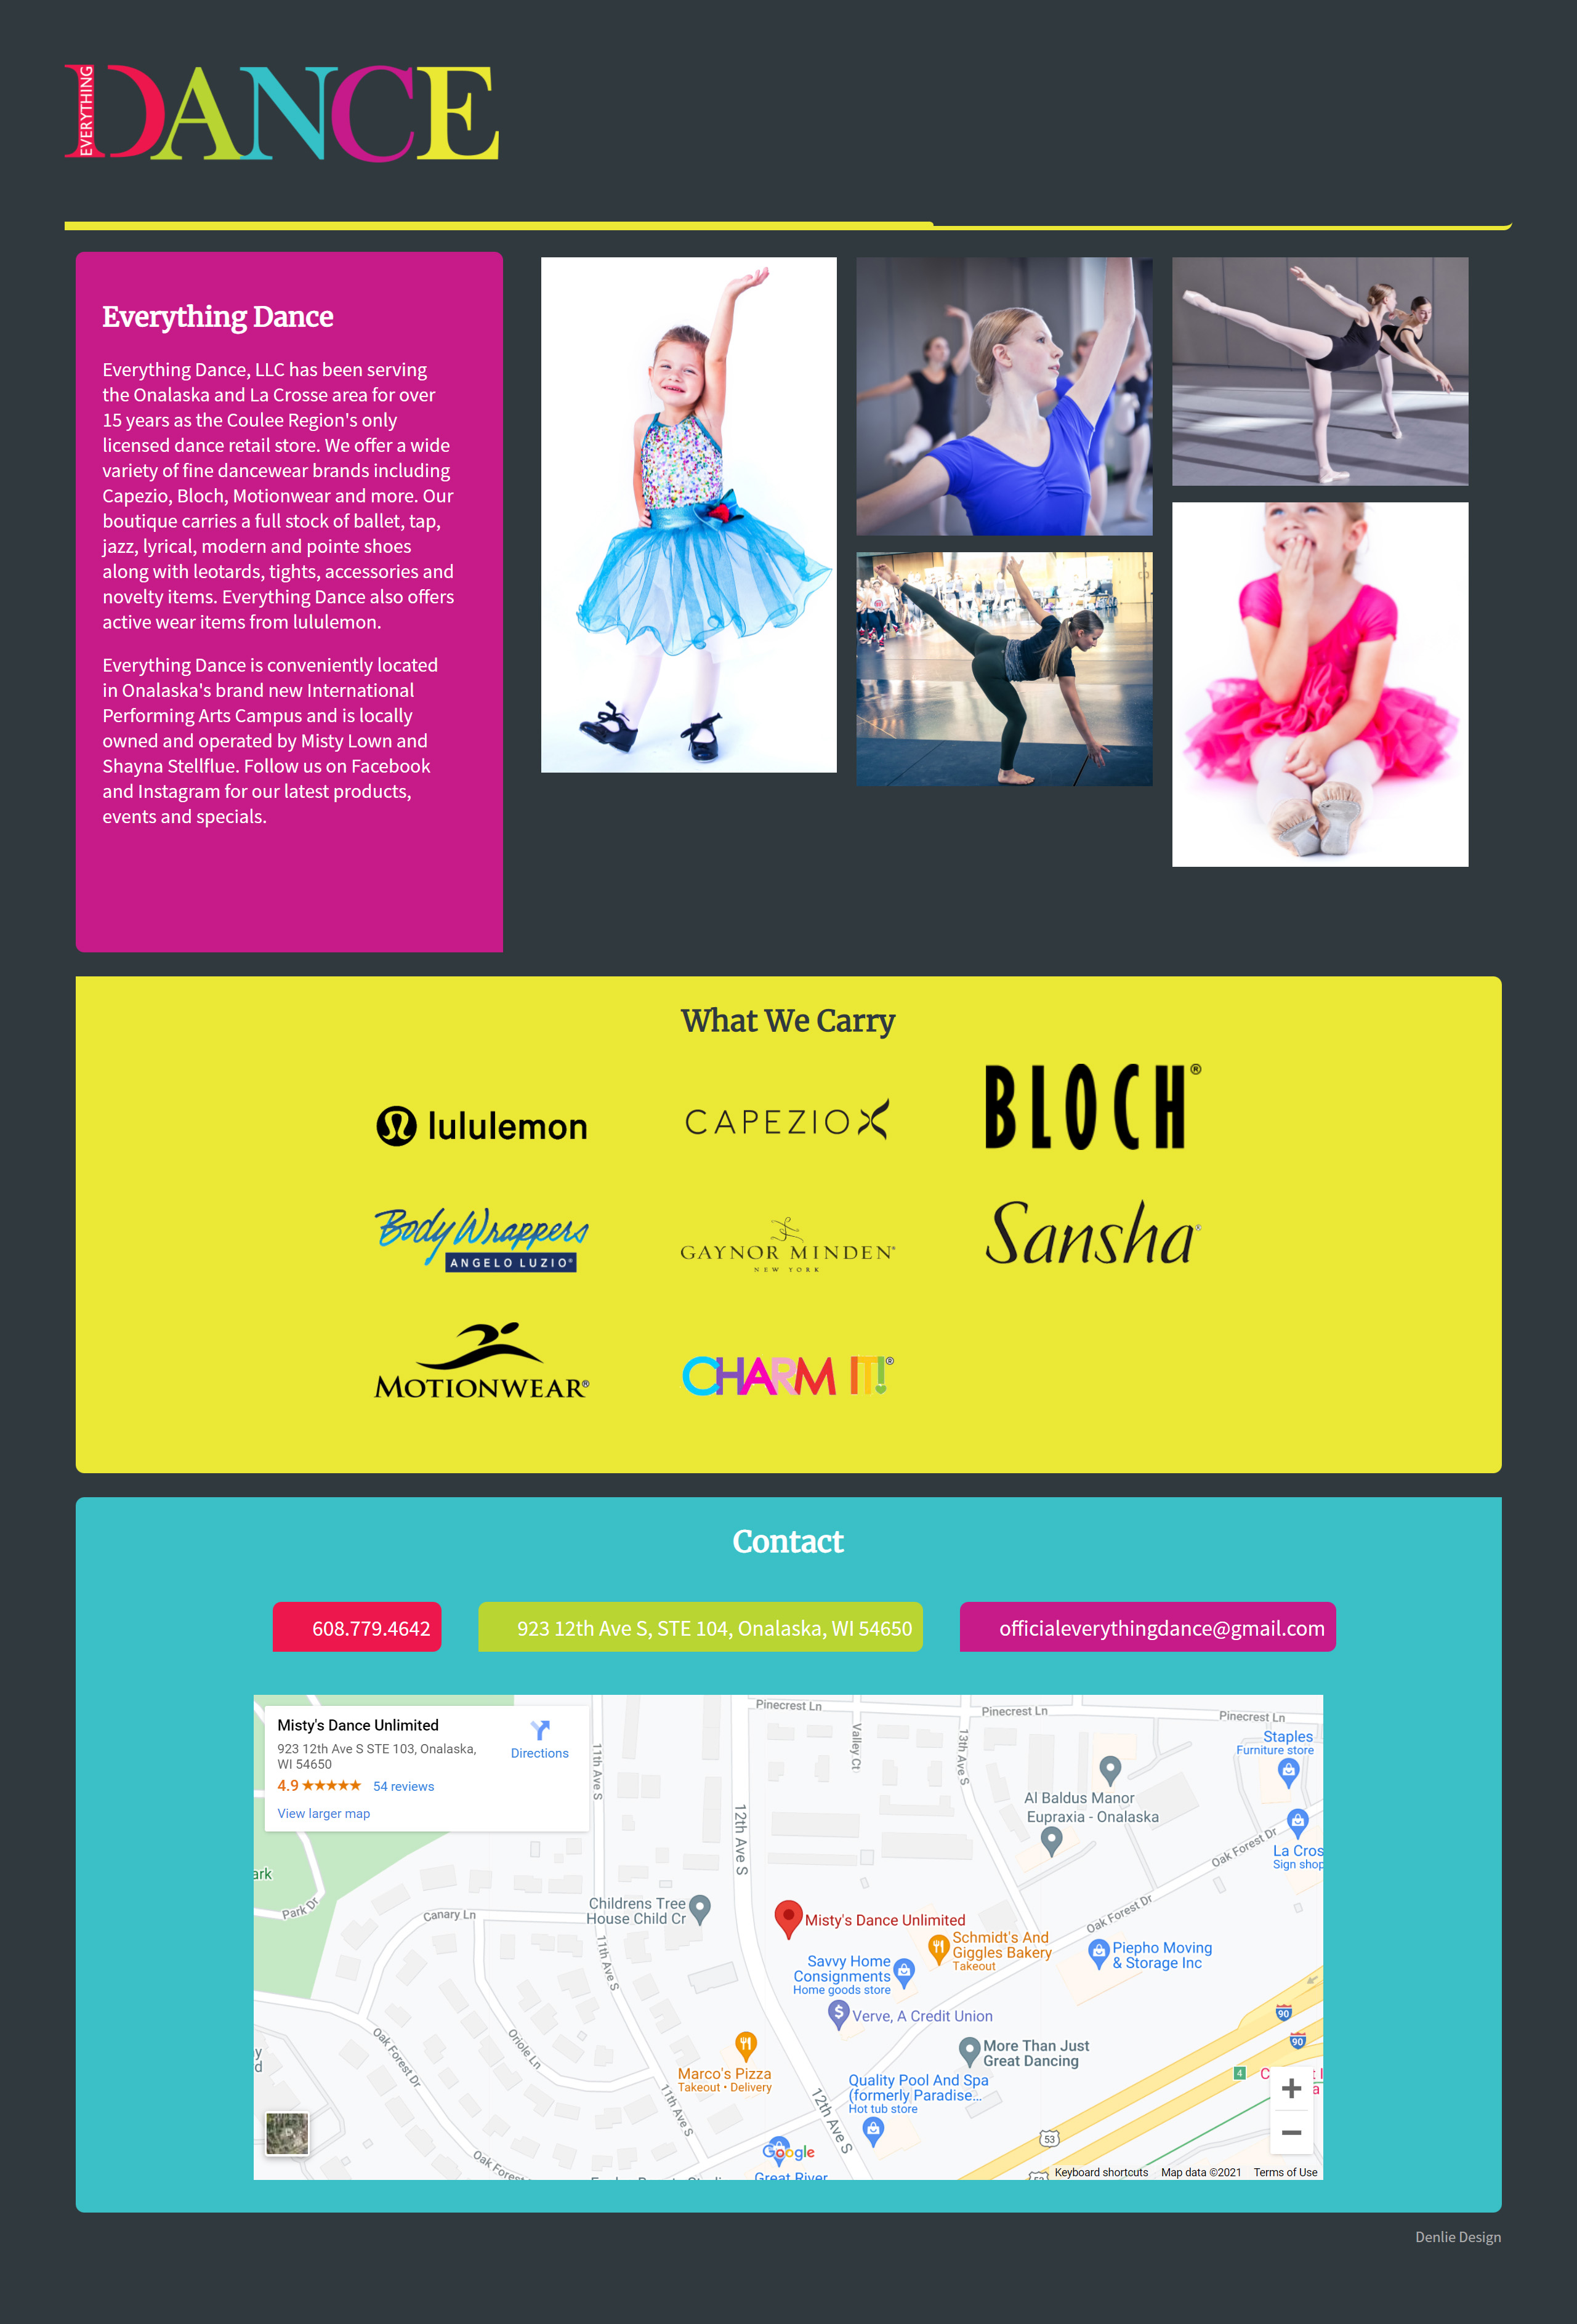 EVERYTHING
DANCE
Everything Dance
Everything Dance, LLC has been serving
the Onalaska and La Crosse area for over
15 years as the Coulee Region's only
licensed dance retail store. We offer a wide
variety of fine dancewear brands including
Capezio, Bloch, Motionwear and more. Our
boutique carries a full stock of ballet, tap,
jazz, lyrical, modern and pointe shoes
along with leotards, tights, accessories and
novelty items. Everything Dance also offers
active wear items from lululemon.
Everything Dance is conveniently located
in Onalaska's brand new International
Performing Arts Campus and is locally
owned and operated by Misty Lown and
Shayna Stellflue. Follow us on Facebook
and Instagram for our latest products,
events and specials.
What We Carry
lululemon
CAPEZIO
BLOCH®
Body Wrappers
ANGELO LUZIO®
GAYNOR MINDEN®
NEW YORK
Sansha®
MOTIONWEAR®
CHARM IT!®
Contact
608.779.4642
923 12th Ave S, STE 104, Onalaska, WI 54650
officialeverythingdance@gmail.com
Misty's Dance Unlimited
923 12th Ave S STE 103, Onalaska,
WI 54650
4.9 ★★★★★ 54 reviews
View larger map
Directions
Pinecrest Ln
Pinecrest Ln
Pinecrest Ln
11th Ave S
Valley Ct
13th Ave S
12th Ave S
Staples
Furniture store
Al Baldus Manor
Eupraxia - Onalaska
La Cros
Sign shop
Oak Forest Dr
ark
Park Dr
Canary Ln
Childrens Tree
House Child Cr
Misty's Dance Unlimited
Oak Forest Dr
Schmidt's And
Giggles Bakery
Takeout
Piepho Moving
& Storage Inc
11th Ave S
Savvy Home
Consignments
Home goods store
Verve, A Credit Union
90
90
Oak Forest Dr
Oriole Ln
More Than Just
Great Dancing
Marco's Pizza
Takeout • Delivery
Quality Pool And Spa
(formerly Paradise...
Hot tub store
4
11th Ave S
12th Ave S
53
Oak Forest
Google
Great River
Keyboard shortcuts
Map data ©2021
Terms of Use
Denlie Design